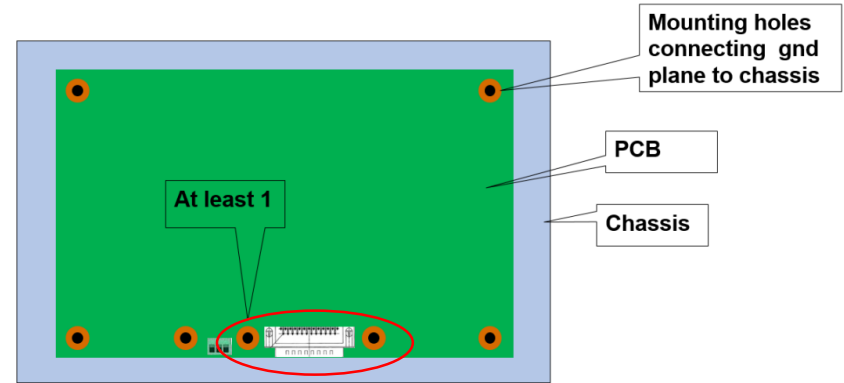 Mounting holes
connecting gnd
plane to chassis
PCB
At least 1
Chassis